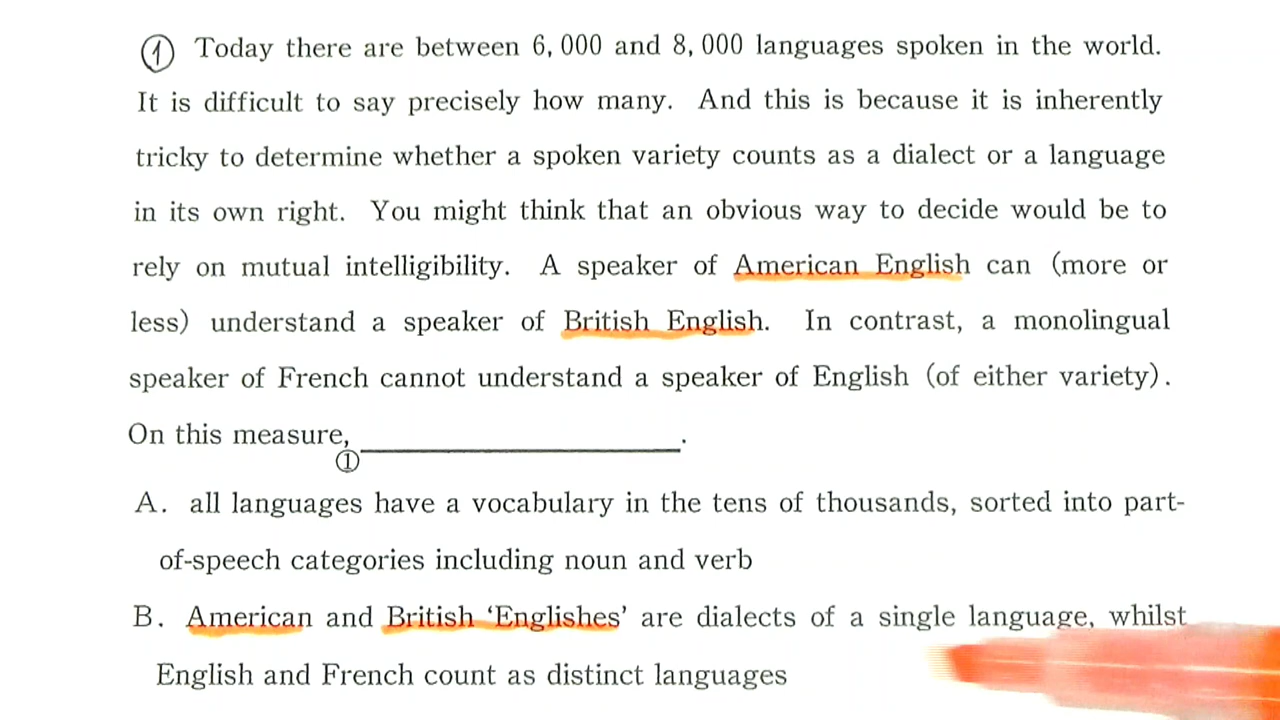 ① Today there are between 6,000 and 8,000 languages spoken in the world.
It is difficult to say precisely how many. And this is because it is inherently
tricky to determine whether a spoken variety counts as a dialect or a language
in its own right. You might think that an obvious way to decide would be to
rely on mutual intelligibility. A speaker of American English can (more or
less) understand a speaker of British English. In contrast, a monolingual
speaker of French cannot understand a speaker of English (of either variety).
On this measure, ____________________.
①
A. all languages have a vocabulary in the tens of thousands, sorted into part-
of-speech categories including noun and verb
B. American and British ‘Englishes’ are dialects of a single language, whilst
English and French count as distinct languages